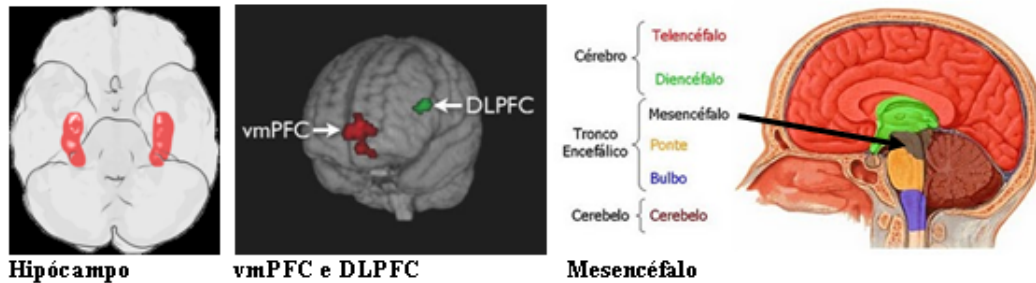 vmPFC
DLPFC
Cérebro
Telencéfalo
Diencéfalo
Tronco
Encefálico
Mesencéfalo
Ponte
Bulbo
Cerebelo
Cerebelo
Hipócampo
vmPFC e DLPFC
Mesencéfalo